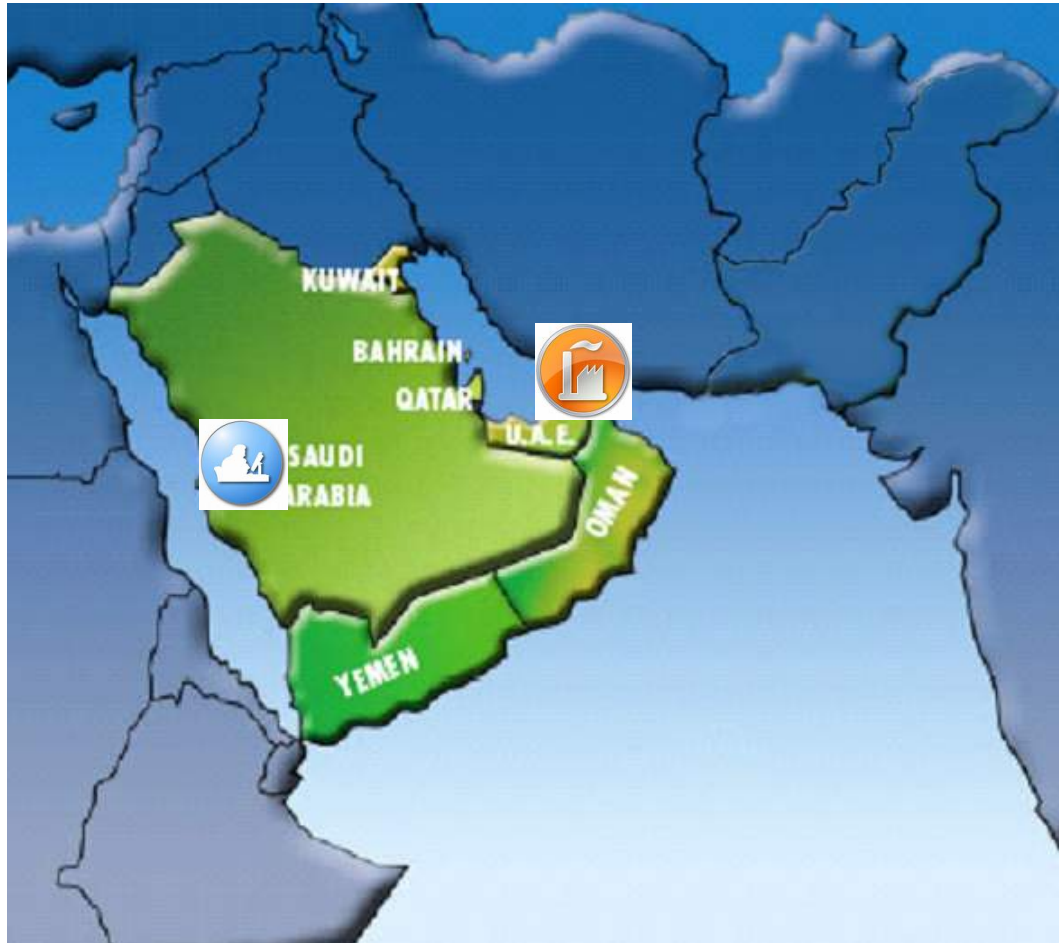 KUWAIT
BAHRAIN
QATAR
U.A.E.
SAUDI
ARABIA
OMAN
YEMEN